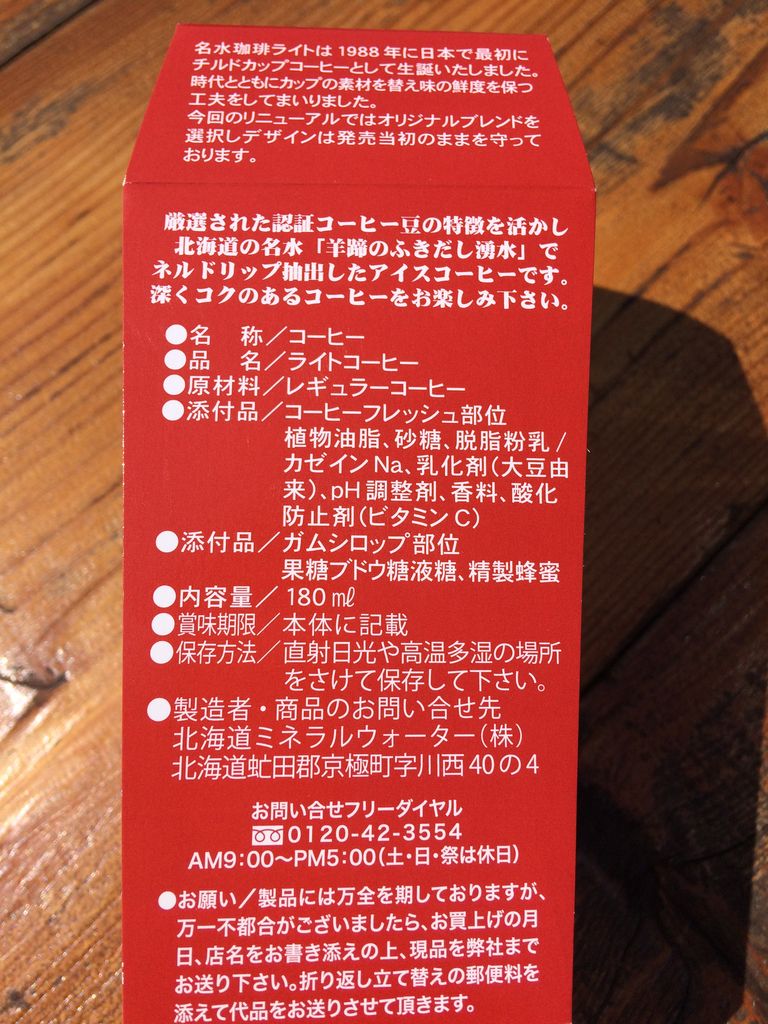 名水珈琲ライトは1988年に日本で最初に
チルドカップコーヒーとして生誕いたしました。
時代とともにカップの素材を替え味の鮮度を保つ
工夫をしてまいりました。
今回のリニューアルではオリジナルブレンドを
選択しデザインは発売当初のままを守って
おります。
厳選された認証コーヒー豆の特徴を活かし
北海道の名水「羊蹄のふきだし湧水」で
ネルドリップ抽出したアイスコーヒーです。
深くコクのあるコーヒーをお楽しみ下さい。
●名　称／コーヒー
●品　名／ライトコーヒー
●原材料／レギュラーコーヒー
●添付品／コーヒーフレッシュ部位
植物油脂、砂糖、脱脂粉乳/
カゼインNa、乳化剤(大豆由
来)、pH調整剤、香料、酸化
防止剤(ビタミンC)
●添付品／ガムシロップ部位
果糖ブドウ糖液糖、精製蜂蜜
●内容量／180㎖
●賞味期限／本体に記載
●保存方法／直射日光や高温多湿の場所
をさけて保存して下さい。
●製造者・商品のお問い合せ先
北海道ミネラルウォーター(株)
北海道虻田郡京極町字川西40の4
お問い合せフリーダイヤル
0120-42-3554
AM9:00〜PM5:00(土・日・祭は休日)
●お願い／製品には万全を期しておりますが、
万一不都合がございましたら、お買上げの月
日、店名をお書き添えの上、現品を弊社まで
お送り下さい。折り返し立て替えの郵便料を
添えて代品をお送りさせて頂きます。